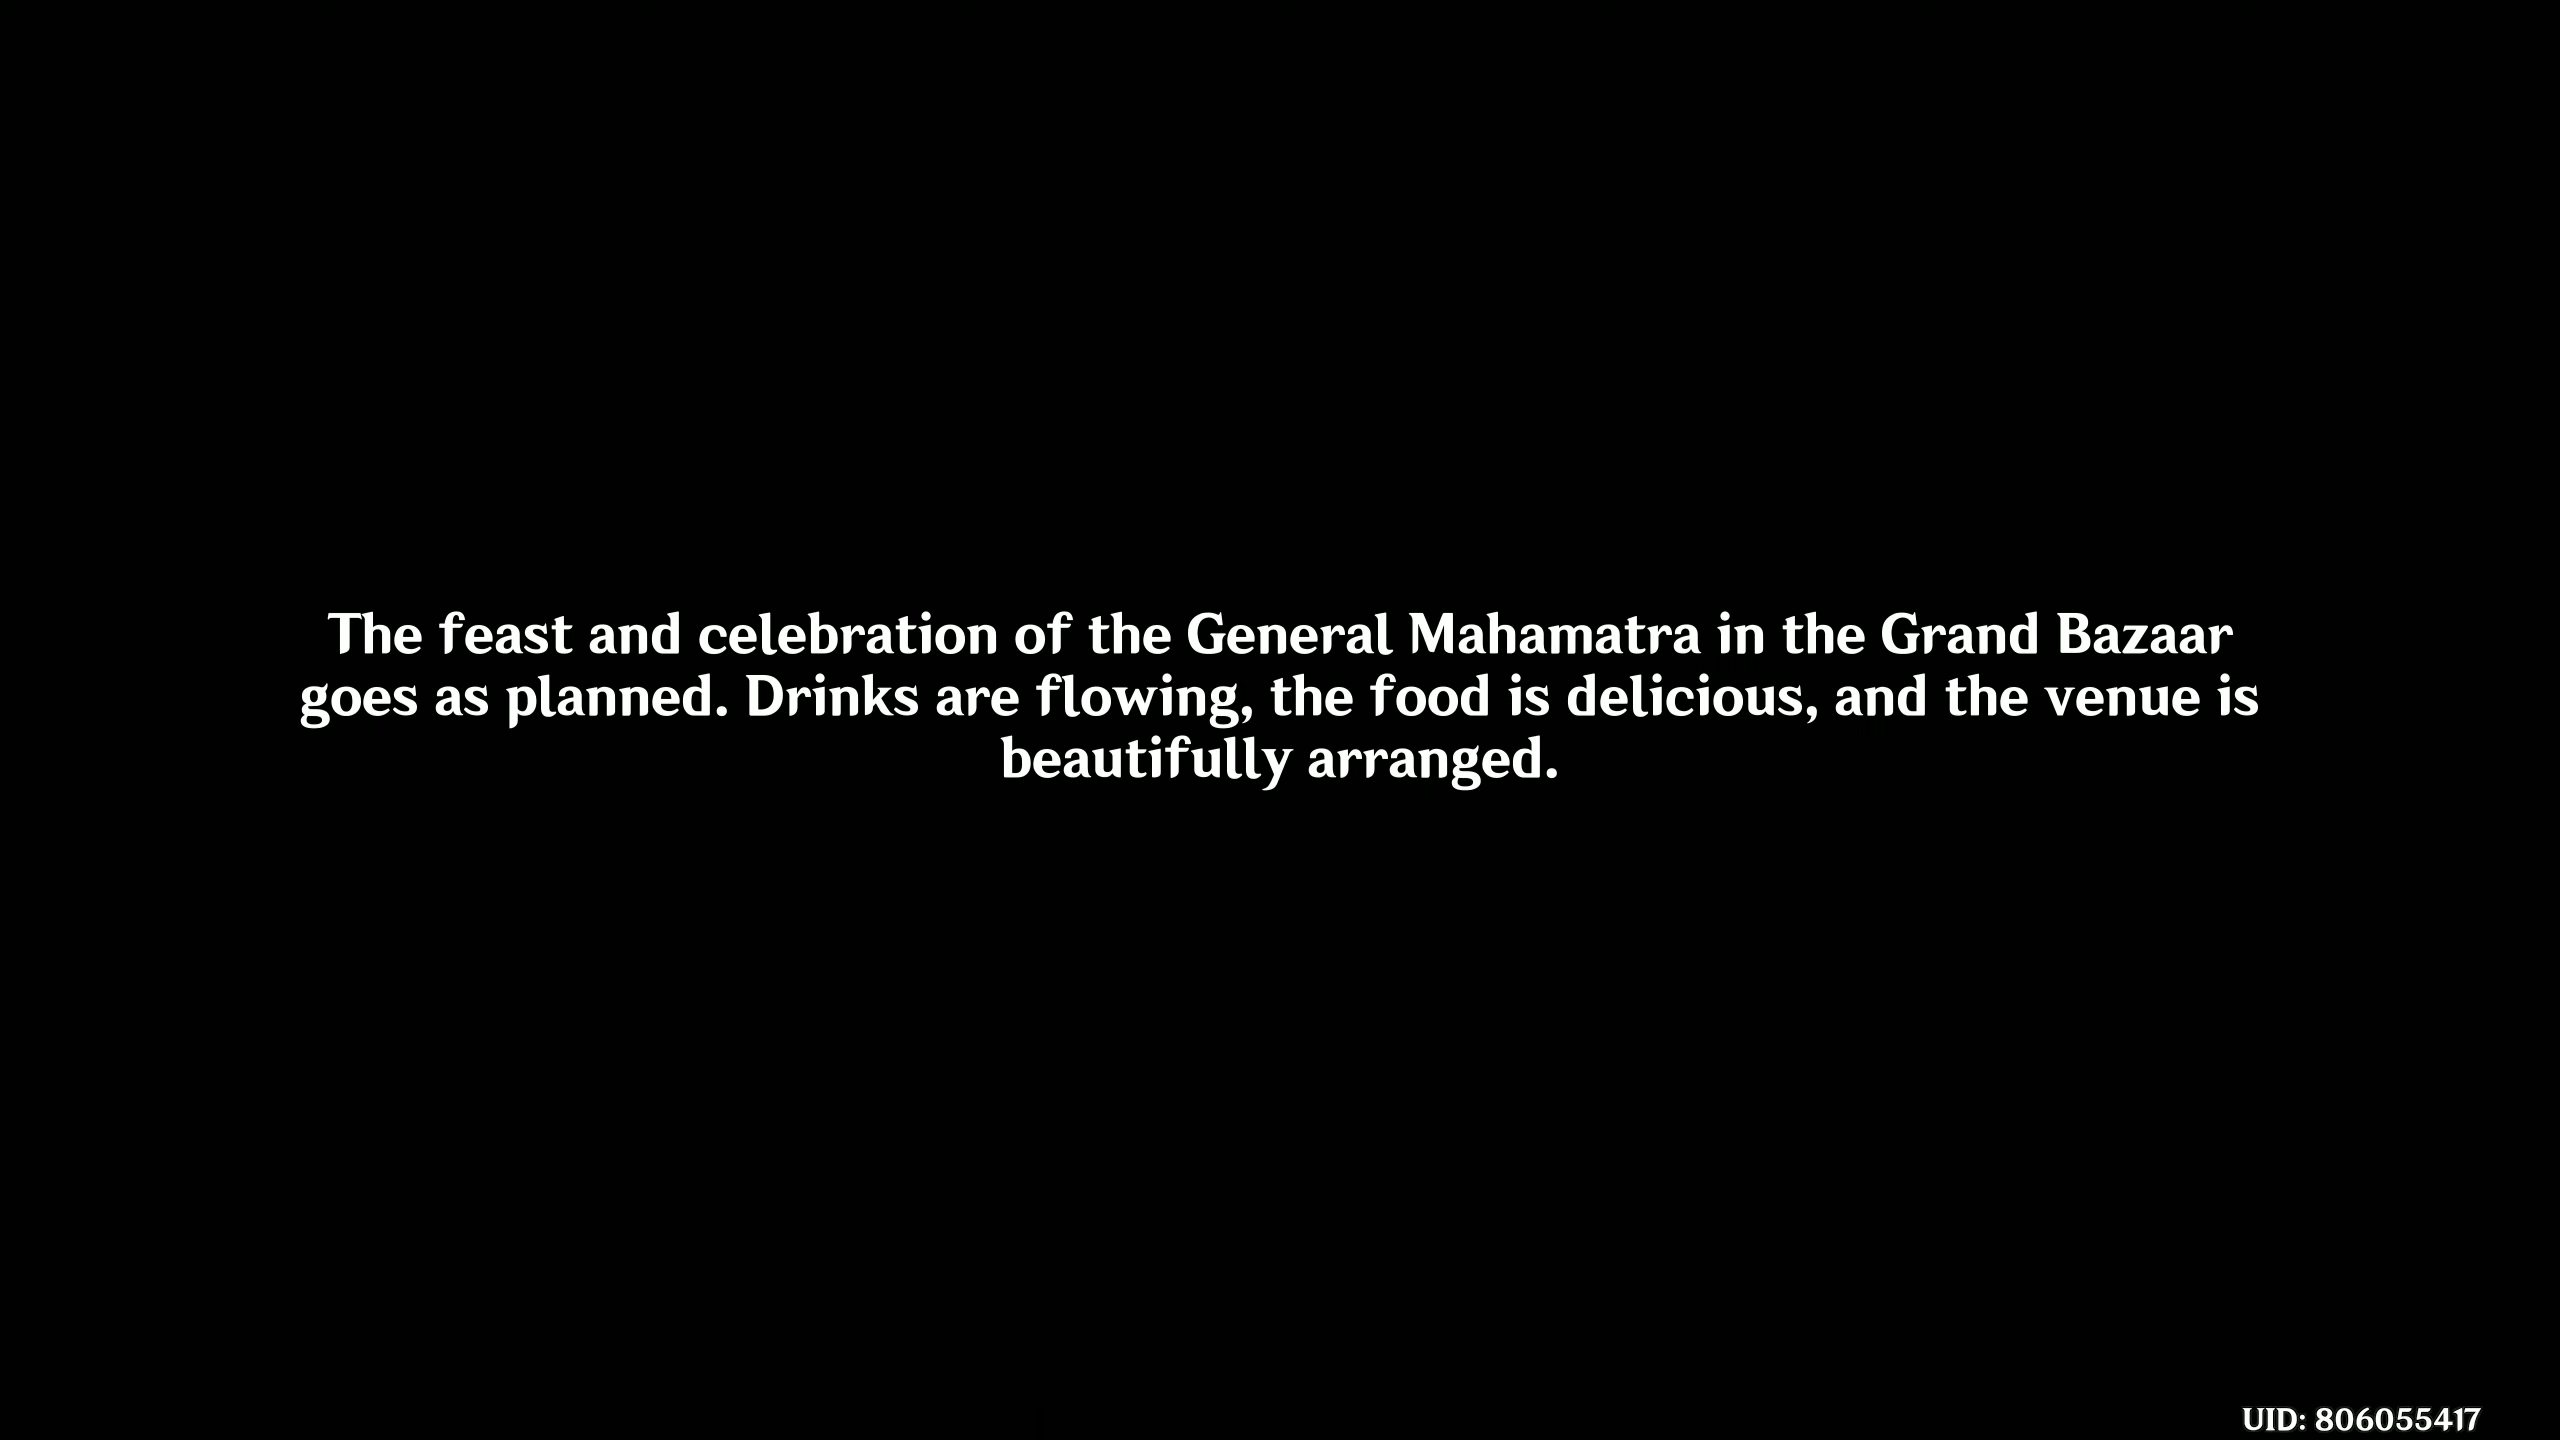 The feast and celebration of the General Mahamatra in the Grand Bazaar
goes as planned. Drinks are flowing, the food is delicious, and the venue is
beautifully arranged.
UID: 806055417